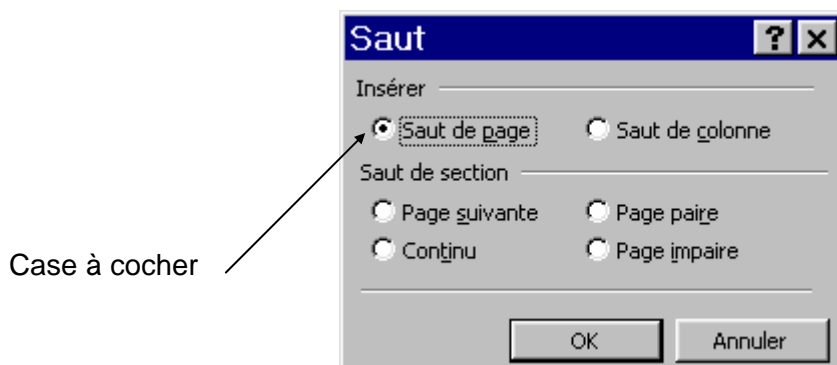 Saut
Insérer
Saut de page Saut de colonne
Saut de section
Page suivante Page paire
Continu Page impaire
Case à cocher
OK Annuler